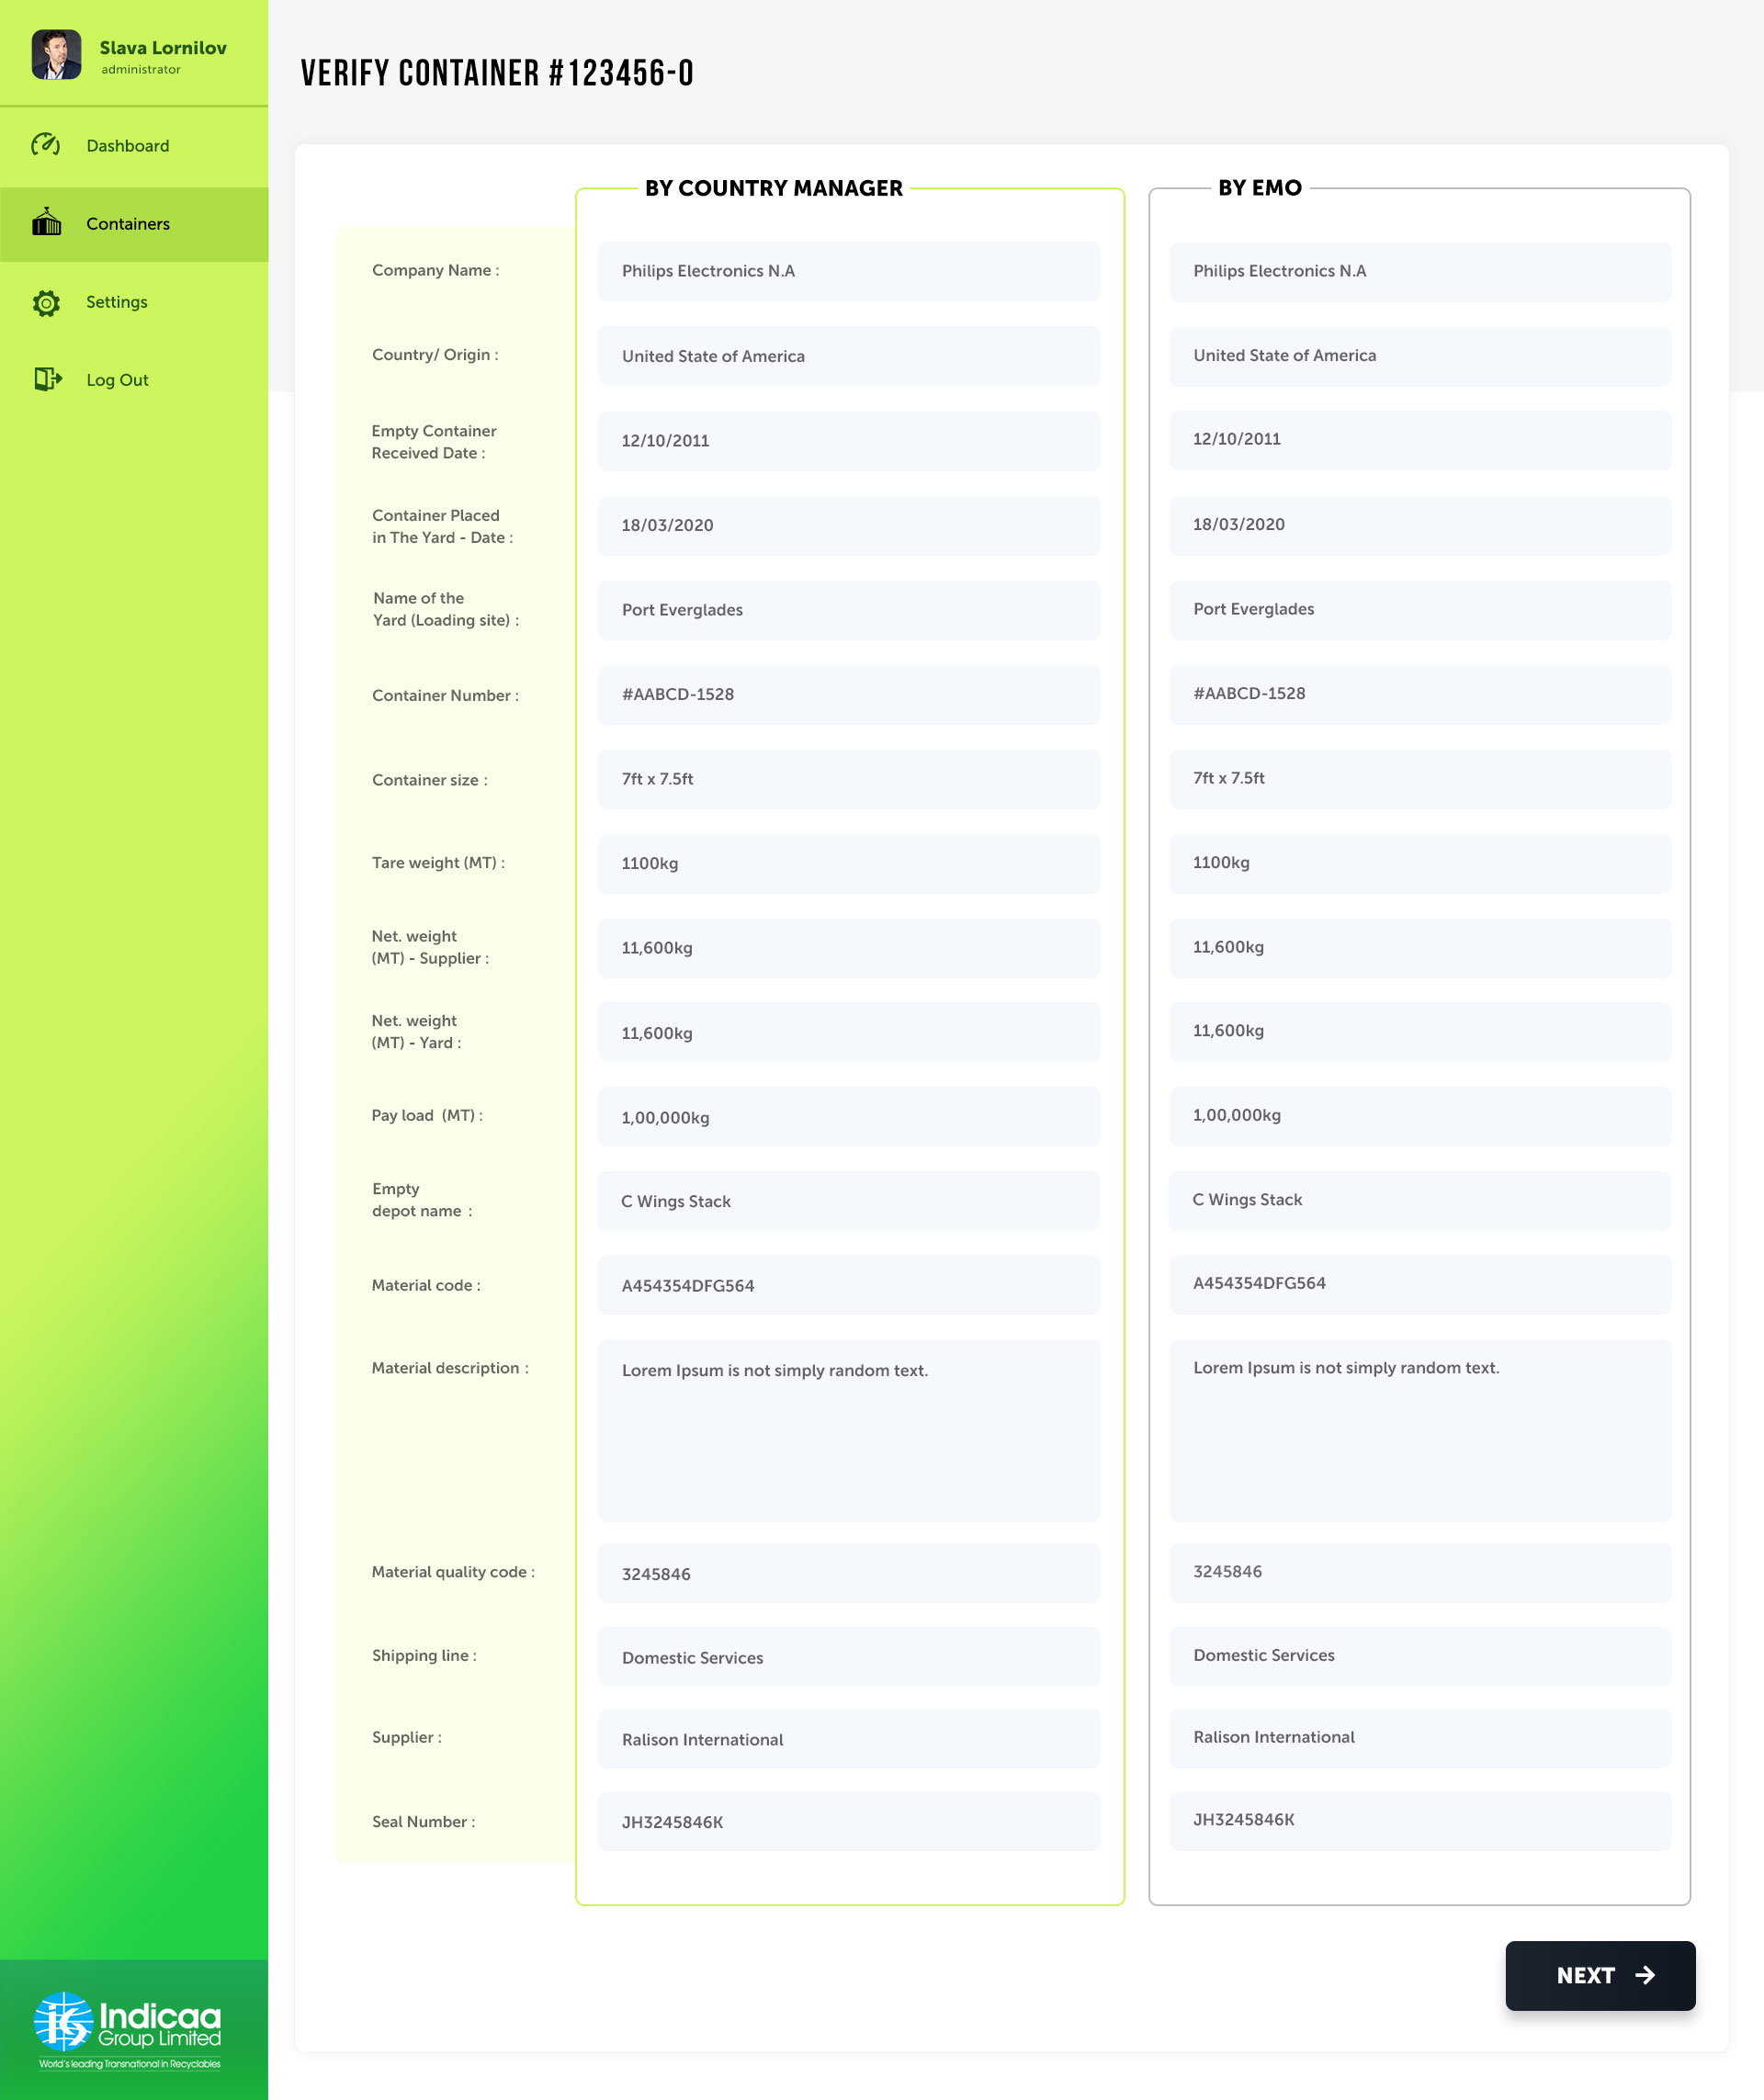 Slava Lornilov
administrator
Dashboard
Containers
Settings
Log Out
Indicaa
Group Limited
World's leading Transnational in Recyclables
VERIFY CONTAINER #123456-0
BY COUNTRY MANAGER
BY EMO
Company Name :
Philips Electronics N.A
Philips Electronics N.A
Country/ Origin :
United State of America
United State of America
Empty Container
Received Date :
12/10/2011
12/10/2011
Container Placed
in The Yard - Date :
18/03/2020
18/03/2020
Name of the
Yard (Loading site) :
Port Everglades
Port Everglades
Container Number :
#AABCD-1528
#AABCD-1528
Container size :
7ft x 7.5ft
7ft x 7.5ft
Tare weight (MT) :
1100kg
1100kg
Net. weight
(MT) - Supplier :
11,600kg
11,600kg
Net. weight
(MT) - Yard :
11,600kg
11,600kg
Pay load (MT) :
1,00,000kg
1,00,000kg
Empty
depot name :
C Wings Stack
C Wings Stack
Material code :
A454354DFG564
A454354DFG564
Material description :
Lorem Ipsum is not simply random text.
Lorem Ipsum is not simply random text.
Material quality code :
3245846
3245846
Shipping line :
Domestic Services
Domestic Services
Supplier :
Ralison International
Ralison International
Seal Number :
JH3245846K
JH3245846K
NEXT